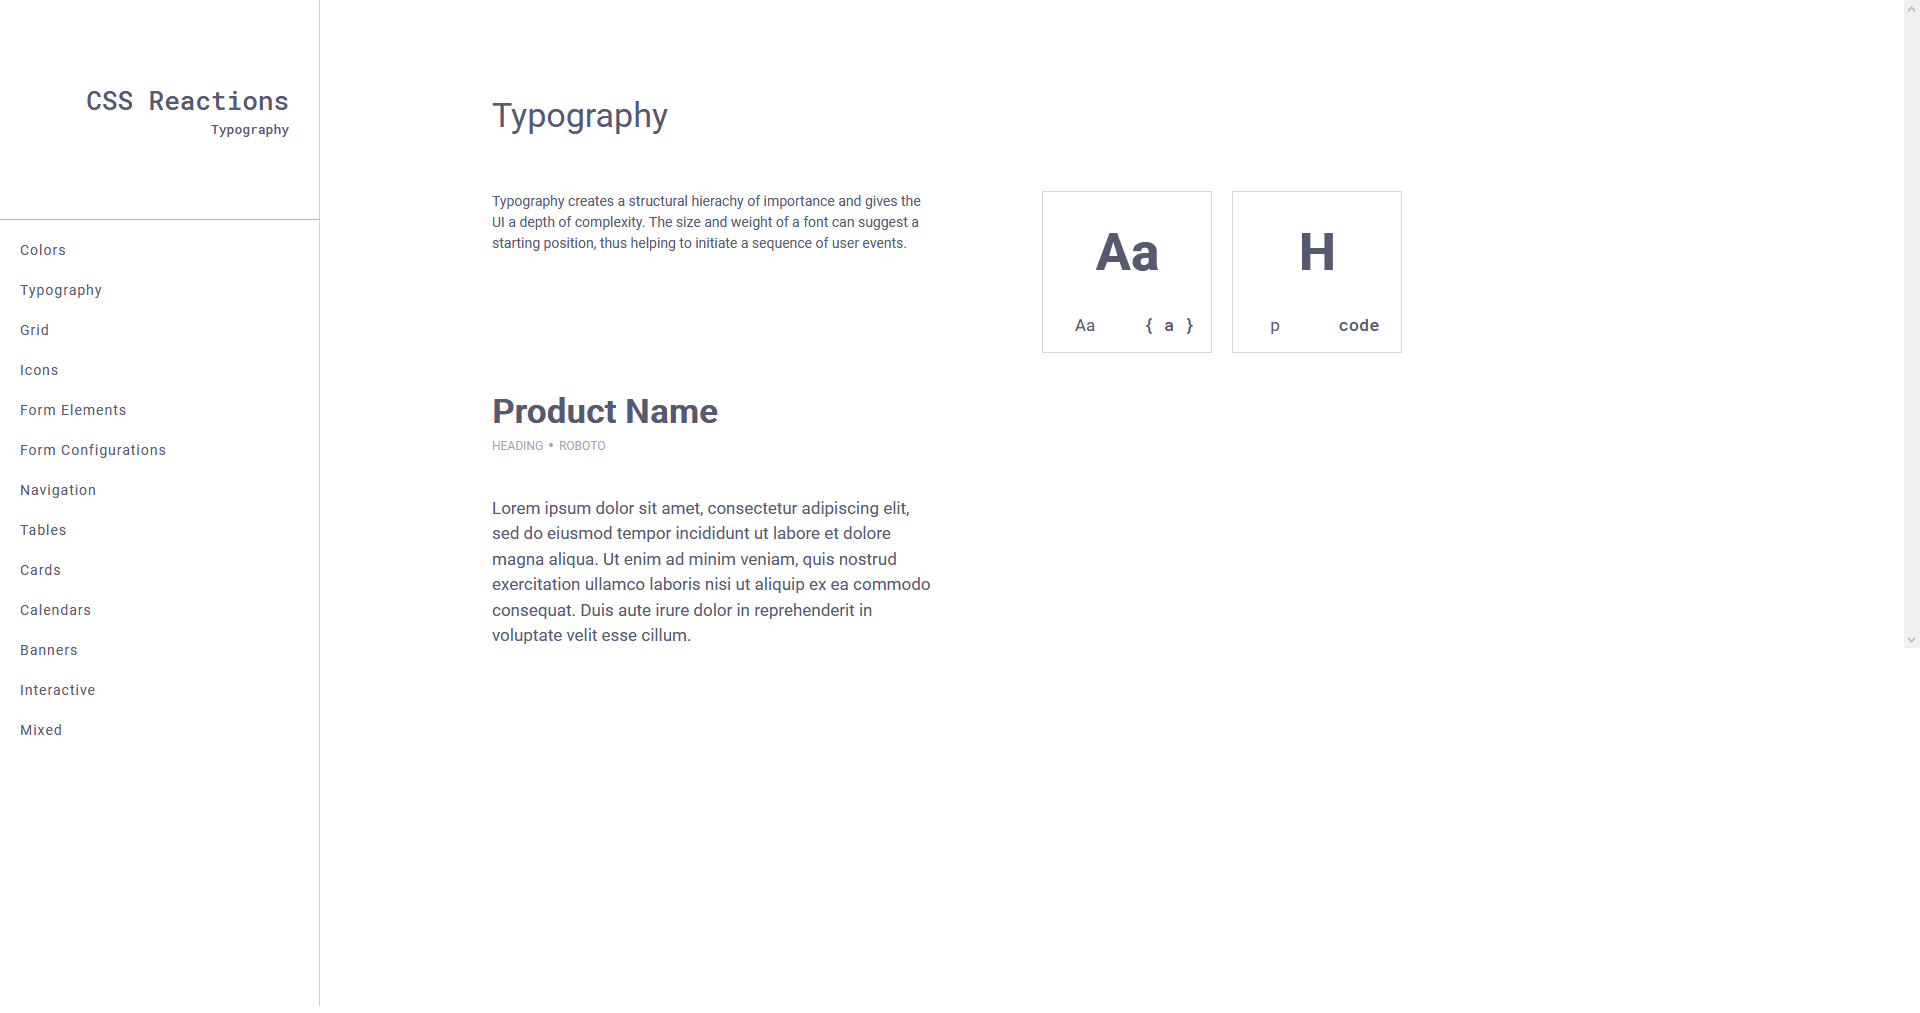 CSS Reactions
Typography
Colors
Typography
Grid
Icons
Form Elements
Form Configurations
Navigation
Tables
Cards
Calendars
Banners
Interactive
Mixed
Typography
Typography creates a structural hierachy of importance and gives the
UI a depth of complexity. The size and weight of a font can suggest a
starting position, thus helping to initiate a sequence of user events.
Aa
Aa { a }
H
p code
Product Name
HEADING • ROBOTO
Lorem ipsum dolor sit amet, consectetur adipiscing elit,
sed do eiusmod tempor incididunt ut labore et dolore
magna aliqua. Ut enim ad minim veniam, quis nostrud
exercitation ullamco laboris nisi ut aliquip ex ea commodo
consequat. Duis aute irure dolor in reprehenderit in
voluptate velit esse cillum.